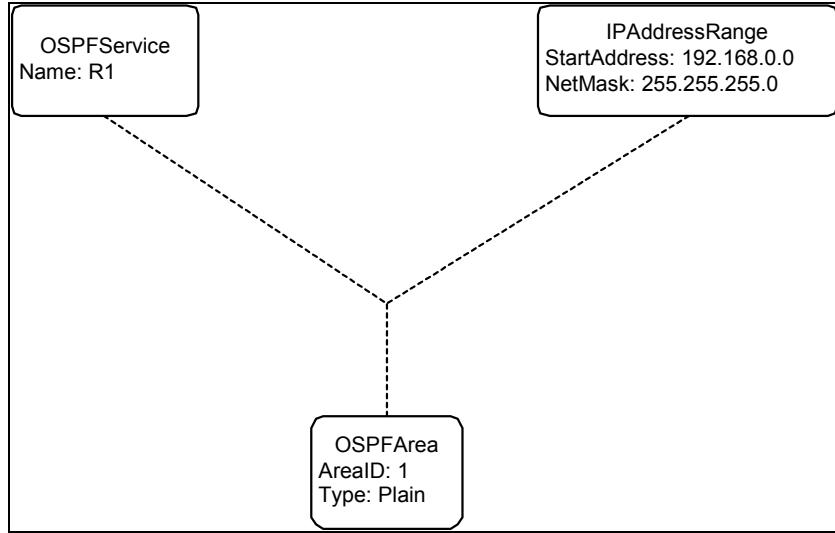 OSPFService
Name: R1
IPAddressRange
StartAddress: 192.168.0.0
NetMask: 255.255.255.0
OSPFArea
AreaID: 1
Type: Plain